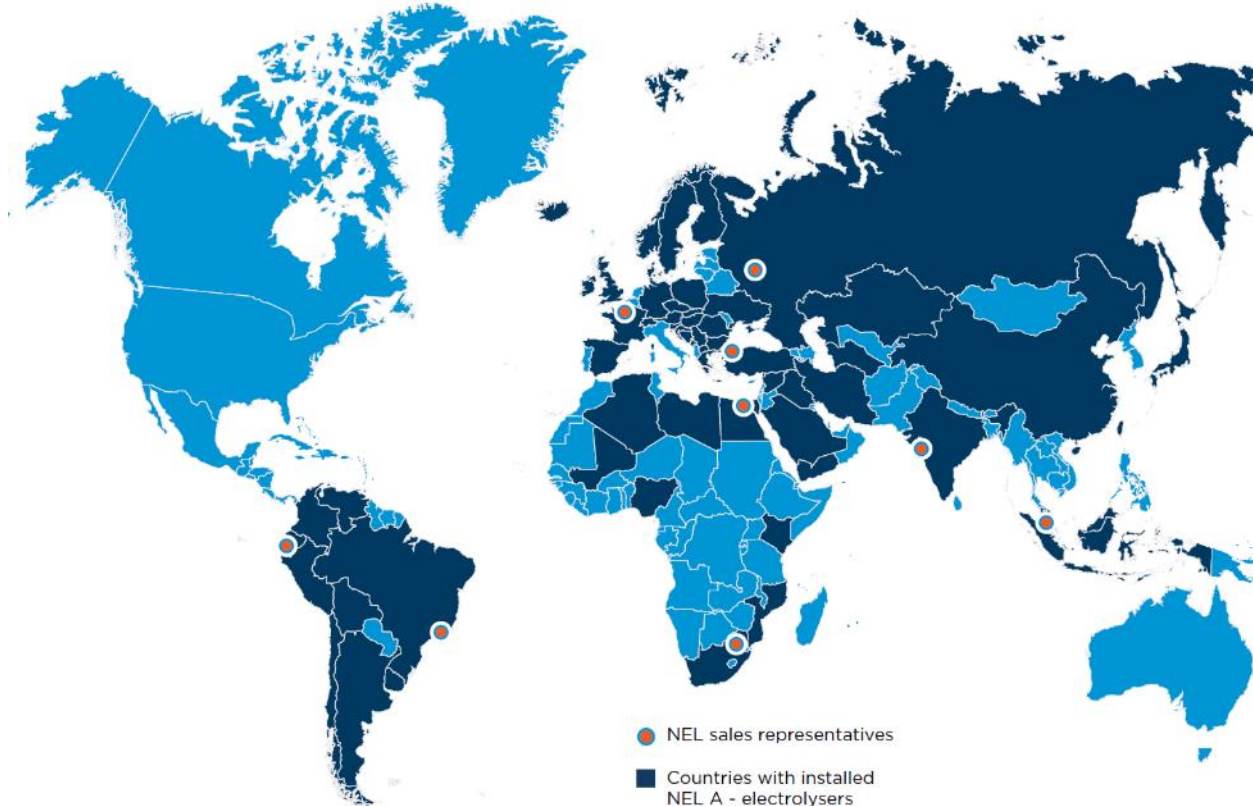 NEL sales representatives
Countries with installed
NEL A - electrolysers